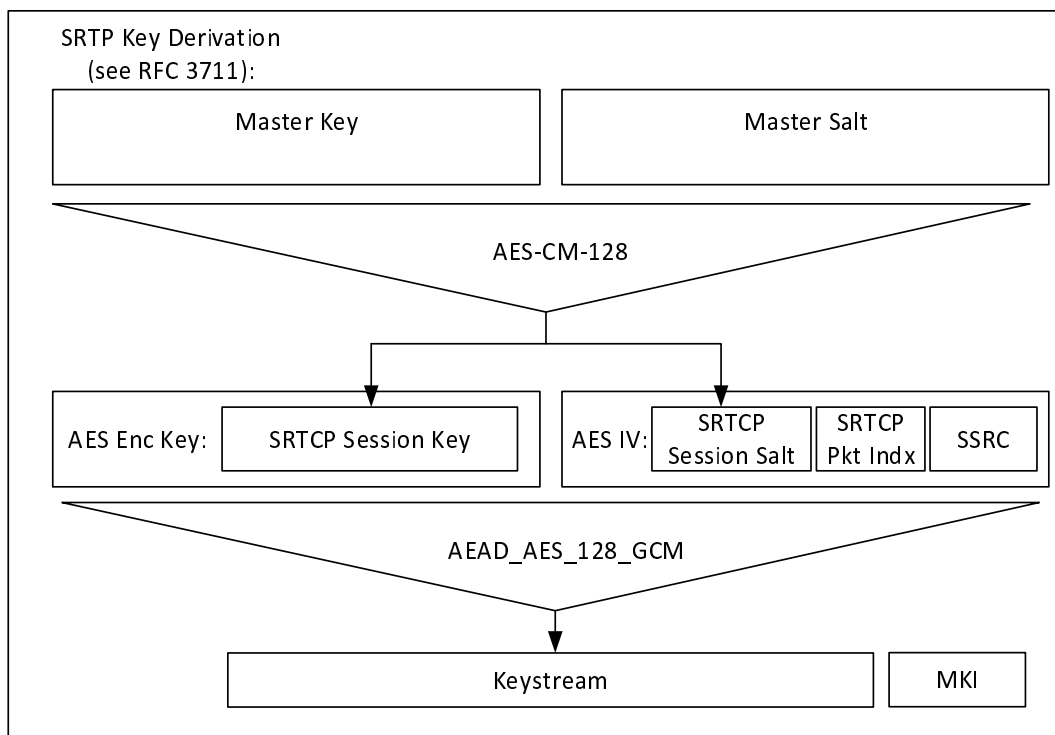 SRTP Key Derivation
(see RFC 3711):
Master Key
Master Salt
AES-CM-128
AES Enc Key:
SRTCP Session Key
AES IV:
SRTCP
Session Salt
SRTCP
Pkt Indx
SSRC
AEAD_AES_128_GCM
Keystream
MKI